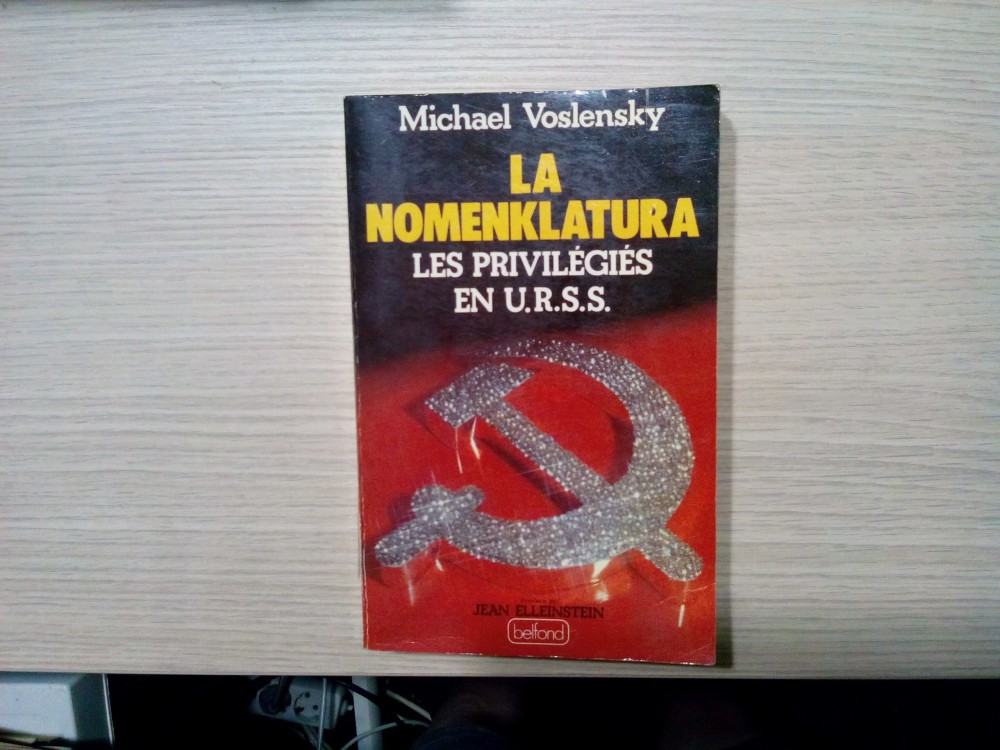 Michael Voslensky
LA
NOMENKLATURA
LES PRIVILÉGIÉS
EN U.R.S.S.
JEAN ELLEINSTEIN
belfond